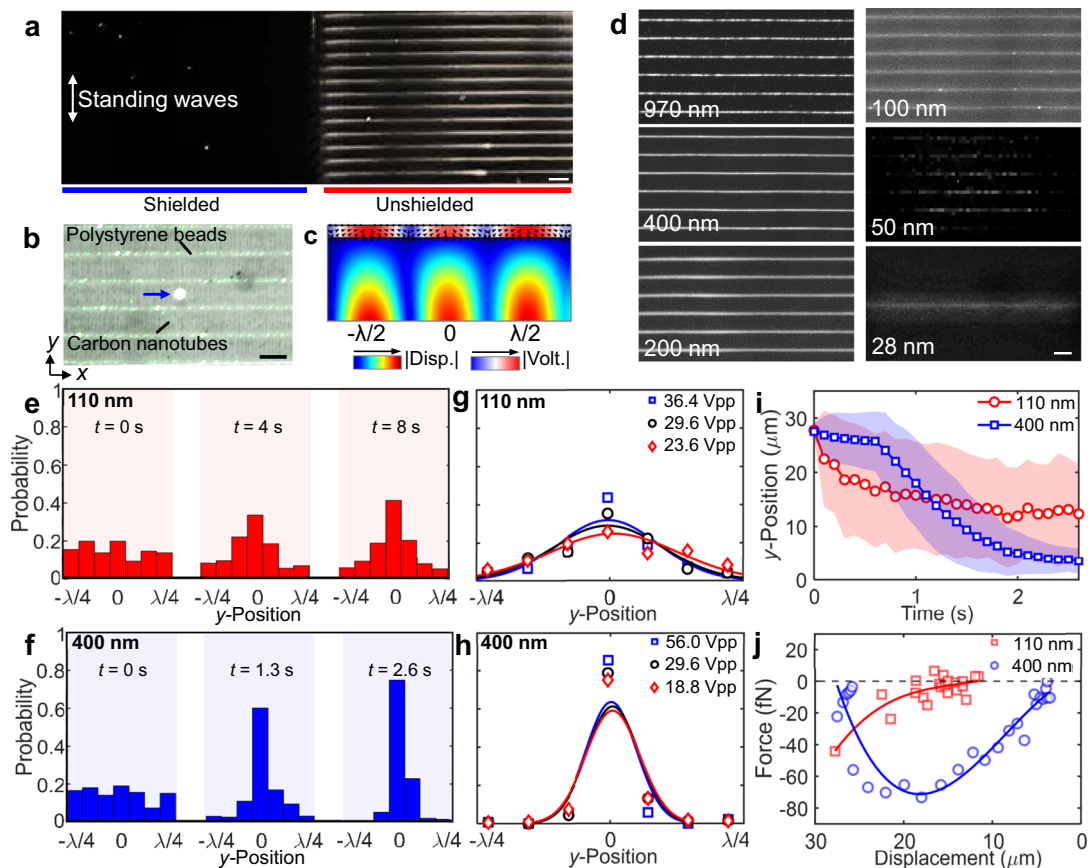 a
Standing waves
Shielded
Unshielded
b
Polystyrene beads
Carbon nanotubes
y
x
c
-λ/2
0
λ/2
|Disp.|
|Volt.|
d
970 nm
100 nm
400 nm
50 nm
200 nm
28 nm
e
110 nm
t = 0 s
t = 4 s
t = 8 s
1
0.8
0.6
0.4
0.2
0
Probability
-λ/4 0 λ/4
-λ/4 0 λ/4
-λ/4 0 λ/4
y-Position
f
400 nm
t = 0 s
t = 1.3 s
t = 2.6 s
1
0.8
0.6
0.4
0.2
0
Probability
-λ/4 0 λ/4
-λ/4 0 λ/4
-λ/4 0 λ/4
y-Position
g
110 nm
36.4 Vpp
29.6 Vpp
23.6 Vpp
-λ/4
0
λ/4
y-Position
h
400 nm
56.0 Vpp
29.6 Vpp
18.8 Vpp
-λ/4
0
λ/4
y-Position
i
110 nm
400 nm
30
20
10
0
y-Position (μm)
0
1
2
Time (s)
j
110 nm
400 nm
20
0
-20
-40
-60
-80
Force (fN)
30
20
10
0
Displacement (μm)